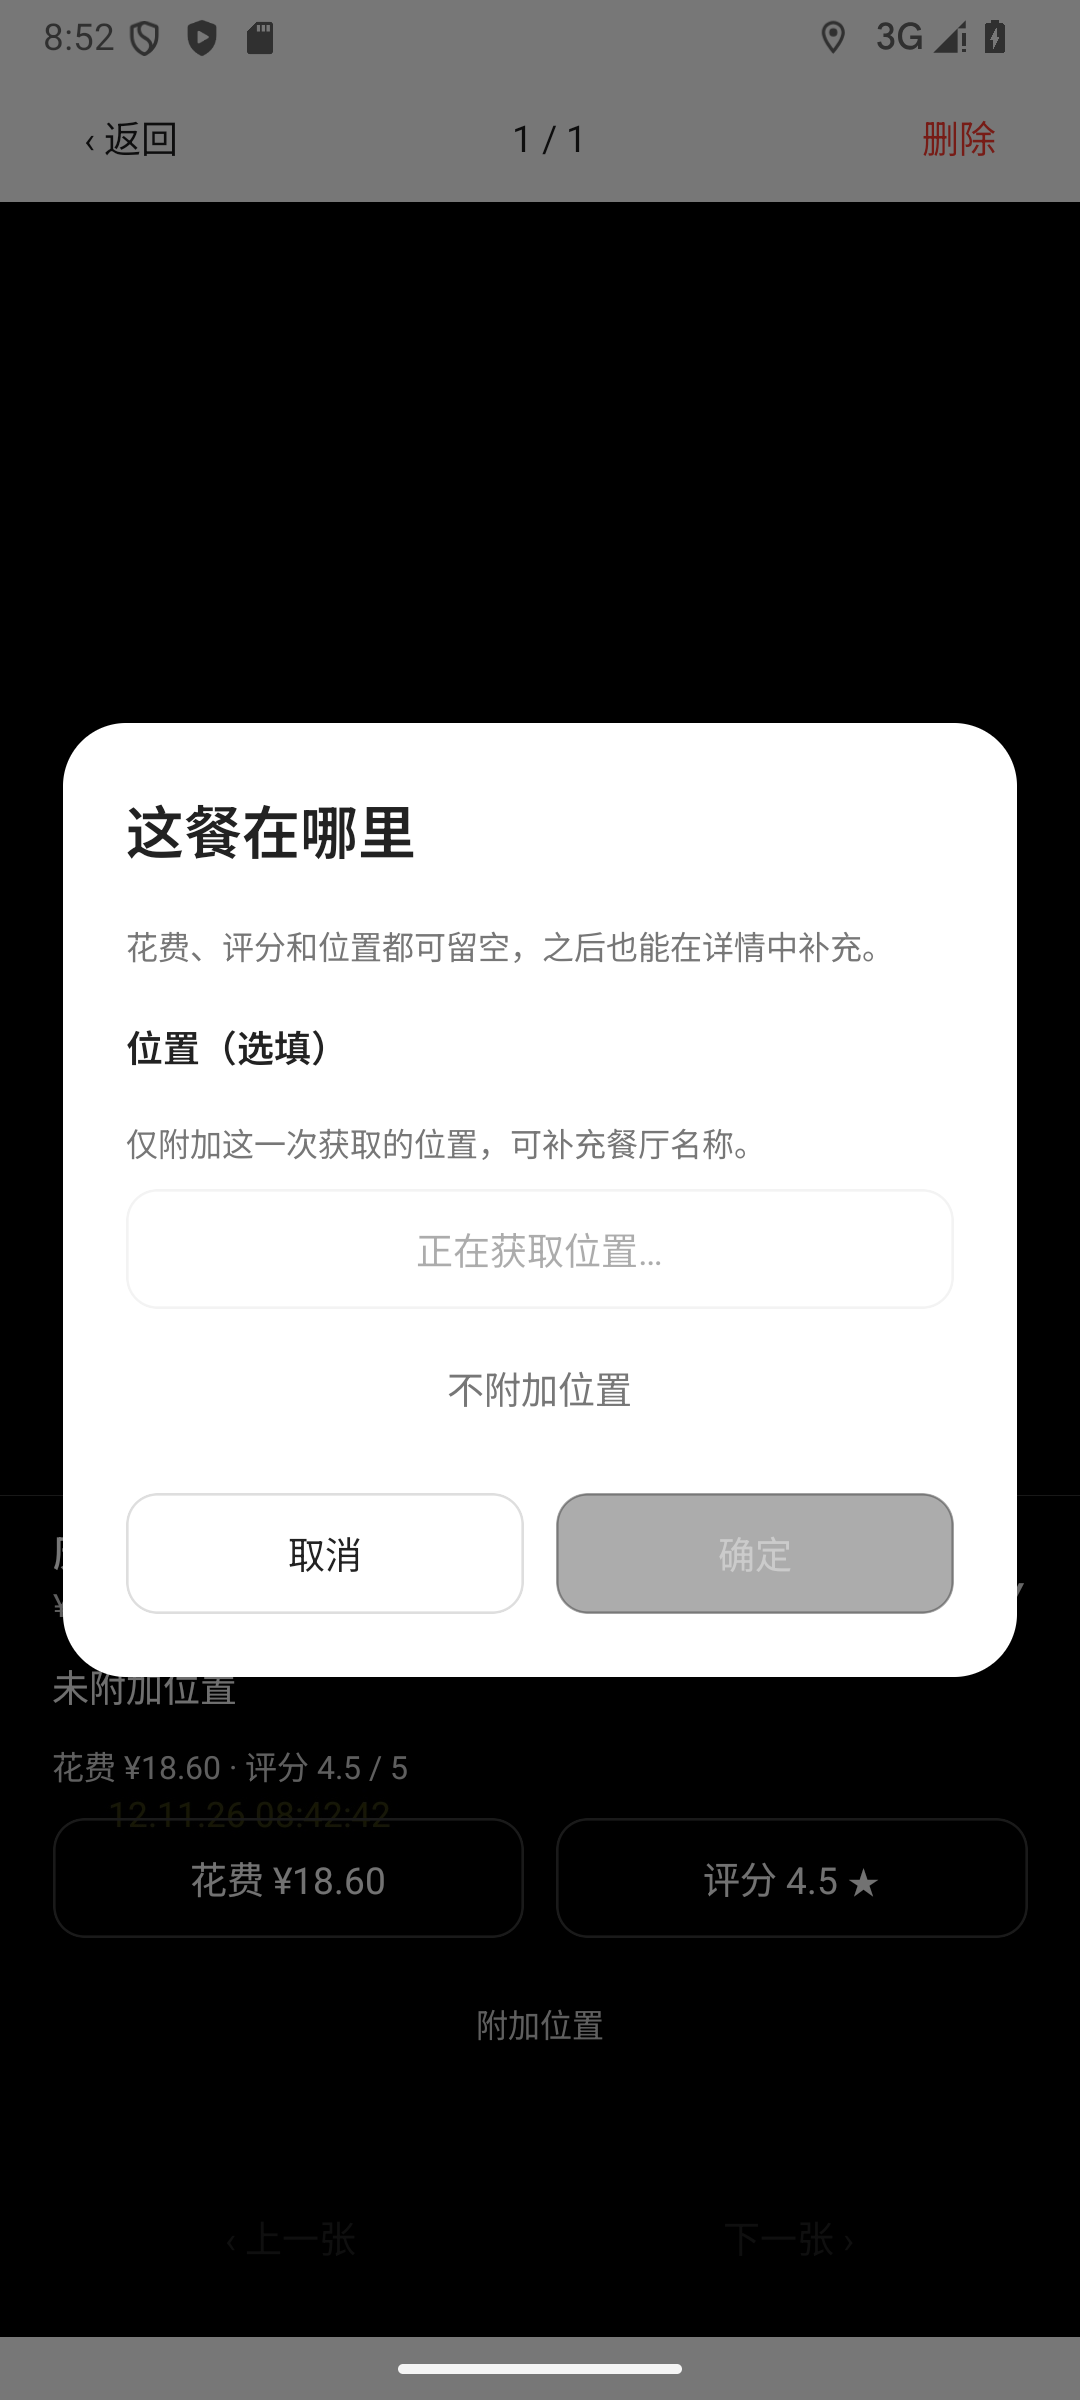 8:52 3G
‹ 返回 1 / 1 删除
这餐在哪里
花费、评分和位置都可留空，之后也能在详情中补充。
位置（选填）
仅附加这一次获取的位置，可补充餐厅名称。
正在获取位置…
不附加位置
取消 确定
¥
未附加位置
花费 ¥18.60 · 评分 4.5 / 5
12.11.26 08:42:42
花费 ¥18.60 评分 4.5 ★
附加位置
‹ 上一张 下一张 ›